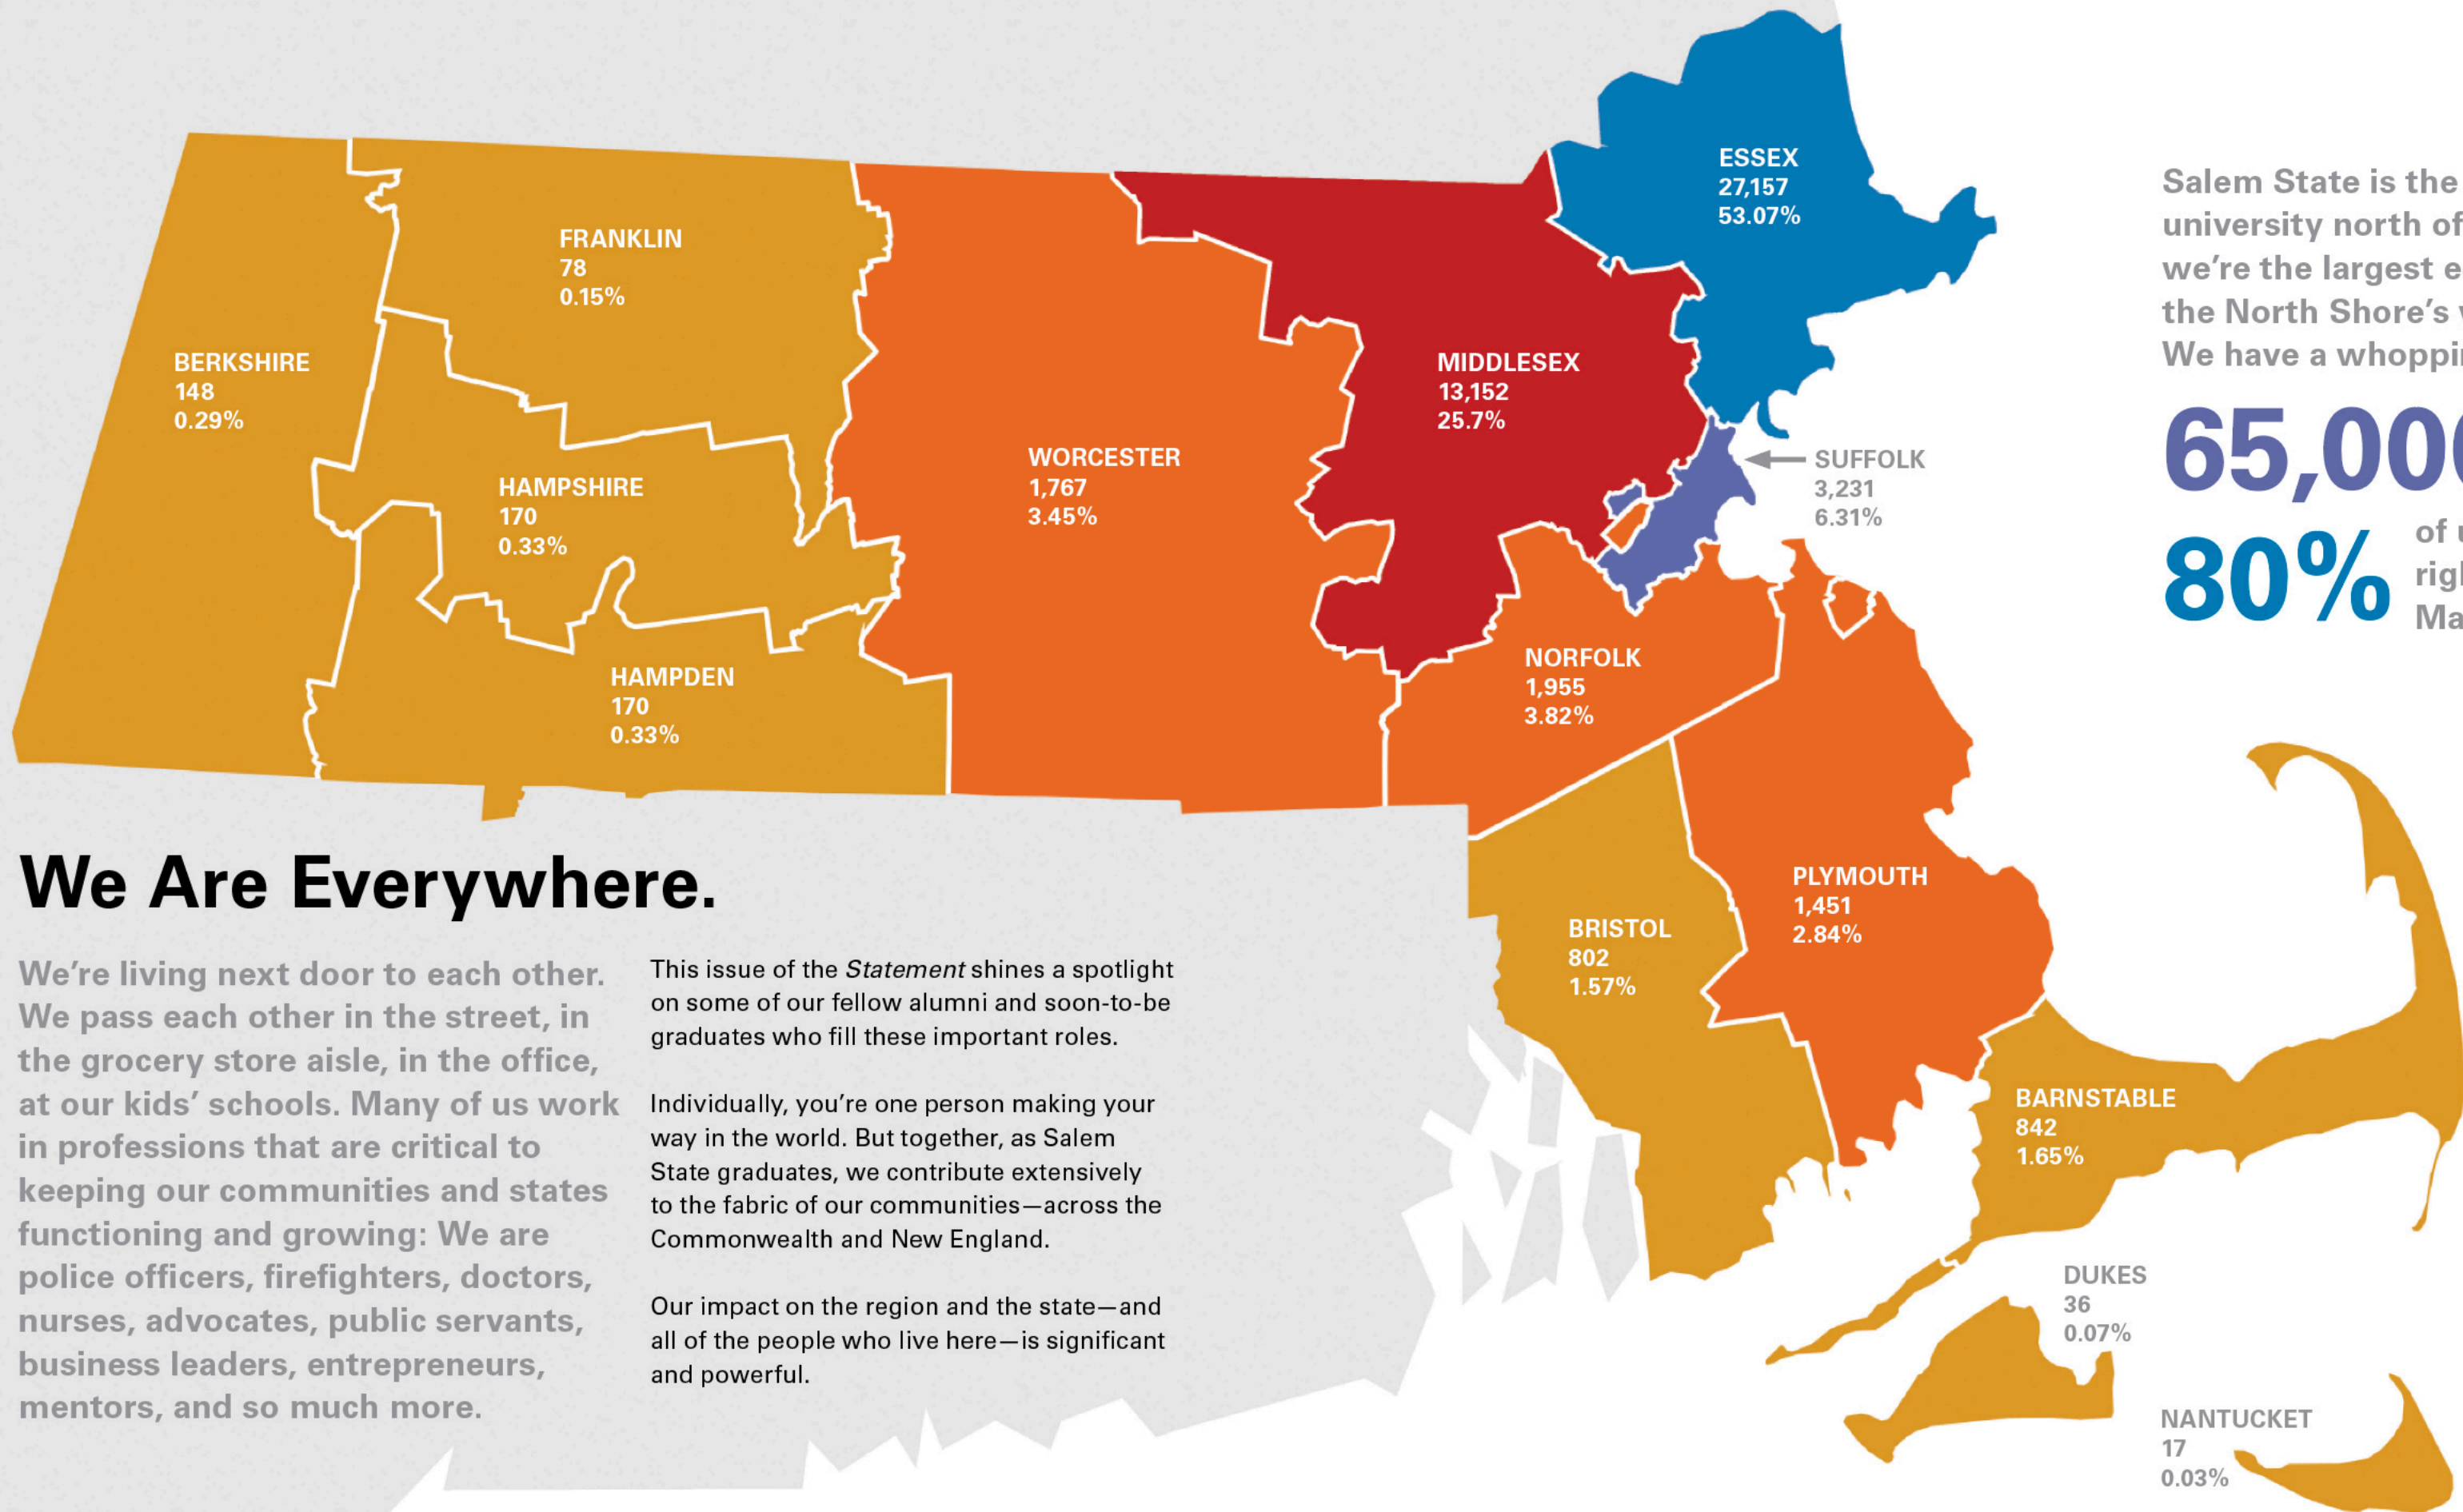 ESSEX
27,157
53.07%
FRANKLIN
78
0.15%
BERKSHIRE
148
0.29%
MIDDLESEX
13,152
25.7%
WORCESTER
1,767
3.45%
SUFFOLK
3,231
6.31%
HAMPSHIRE
170
0.33%
NORFOLK
1,955
3.82%
HAMPDEN
170
0.33%
PLYMOUTH
1,451
2.84%
BRISTOL
802
1.57%
BARNSTABLE
842
1.65%
DUKES
36
0.07%
NANTUCKET
17
0.03%
Salem State is the
university north of
we're the largest
the North Shore's
We have a
65,000
80%
of
We Are Everywhere.
We're living next door to each other.
We pass each other in the street, in
the grocery store aisle, in the office,
at our kids' schools. Many of us work
in professions that are critical to
keeping our communities and states
functioning and growing: We are
police officers, firefighters, doctors,
nurses, advocates, public servants,
business leaders, entrepreneurs,
mentors, and so much more.
This issue of the Statement shines a spotlight
on some of our fellow alumni and soon-to-be
graduates who fill these important roles.
Individually, you're one person making your
way in the world. But together, as Salem
State graduates, we contribute extensively
to the fabric of our communities—across the
Commonwealth and New England.
Our impact on the region and the state—and
all of the people who live here—is significant
and powerful.